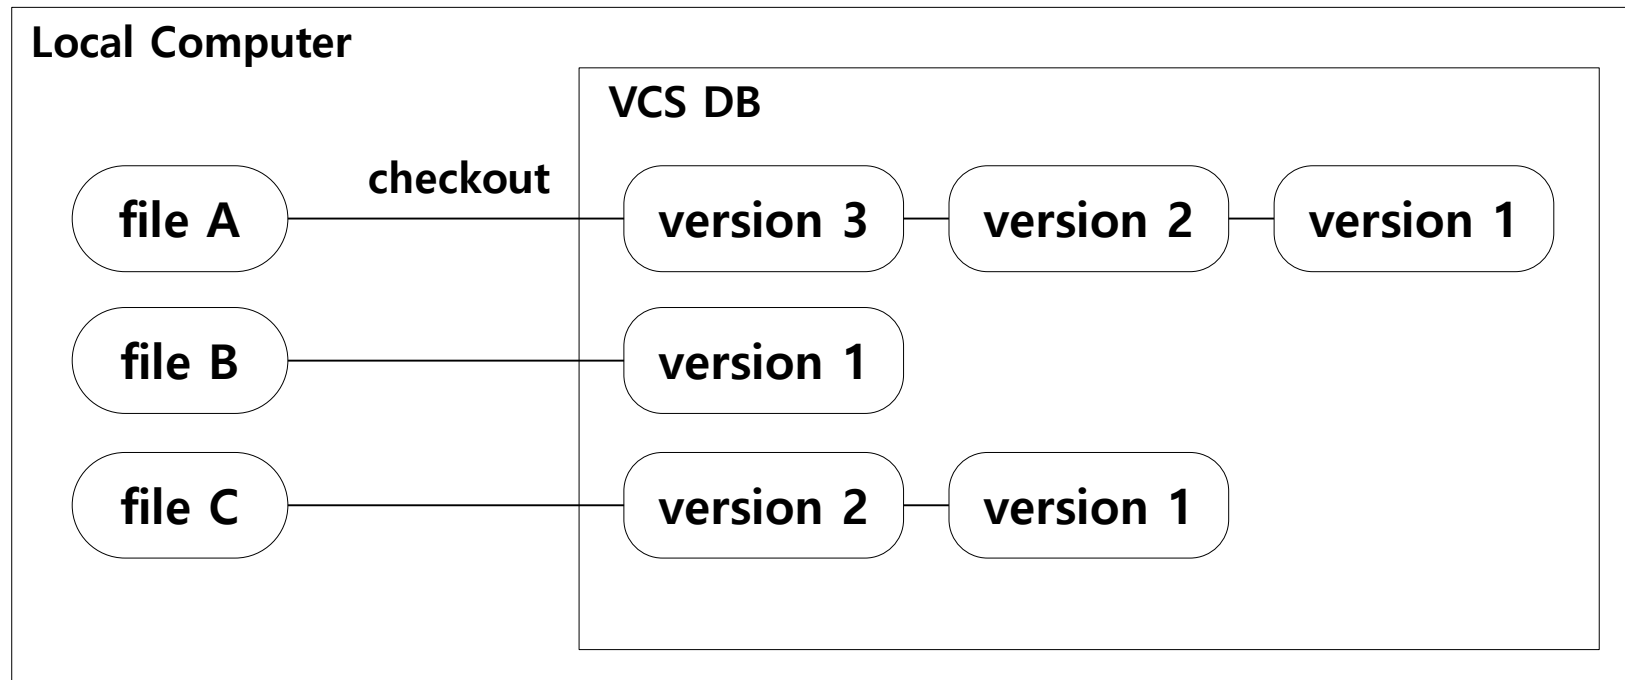 Local Computer
VCS DB
checkout
file A
version 3
version 2
version 1
file B
version 1
file C
version 2
version 1